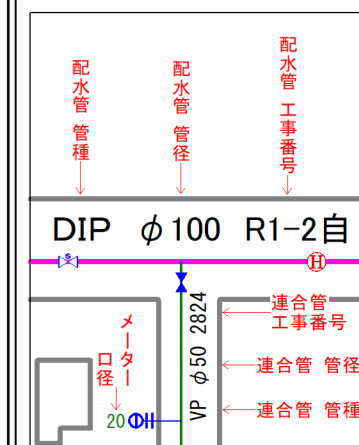 配水管 管種
配水管 管径
配水管 工事番号
DIP φ100 R1-2自
S
H
VP φ50 2824
連合管
工事番号
連合管 管径
連合管 管種
メーター
口径
20